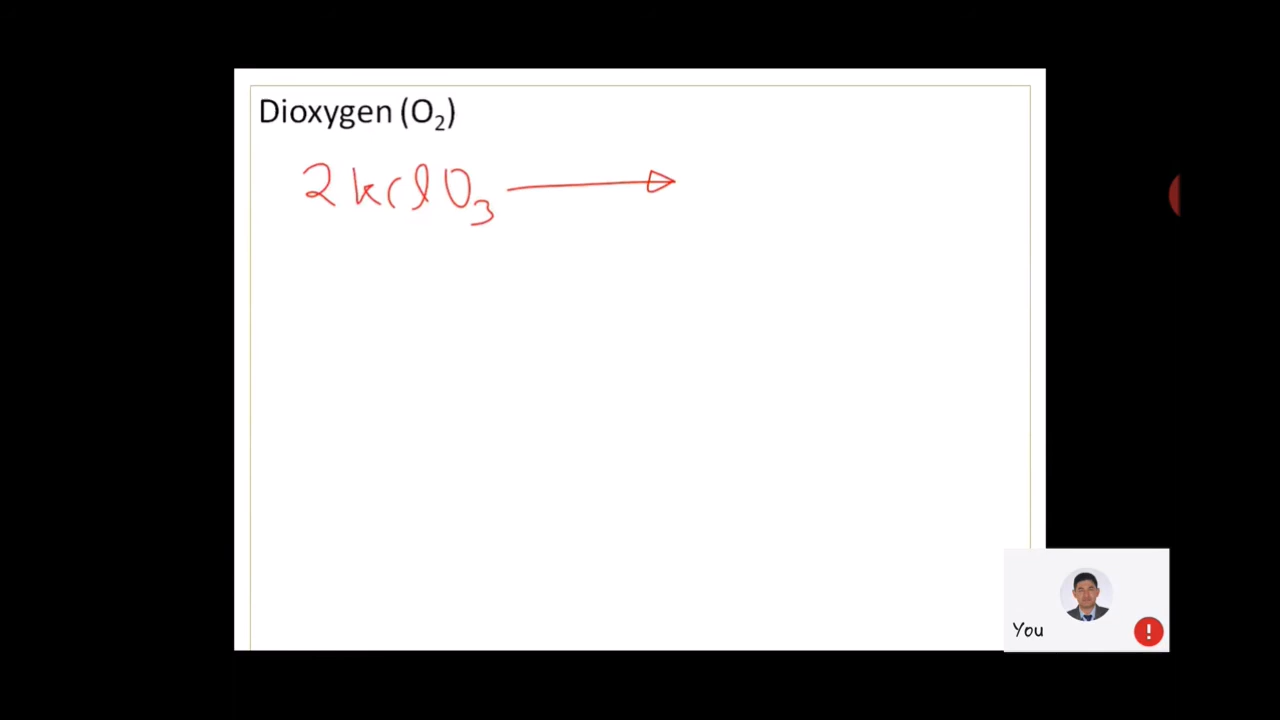 Dioxygen (O₂)
2 kclO₃ →
You
!